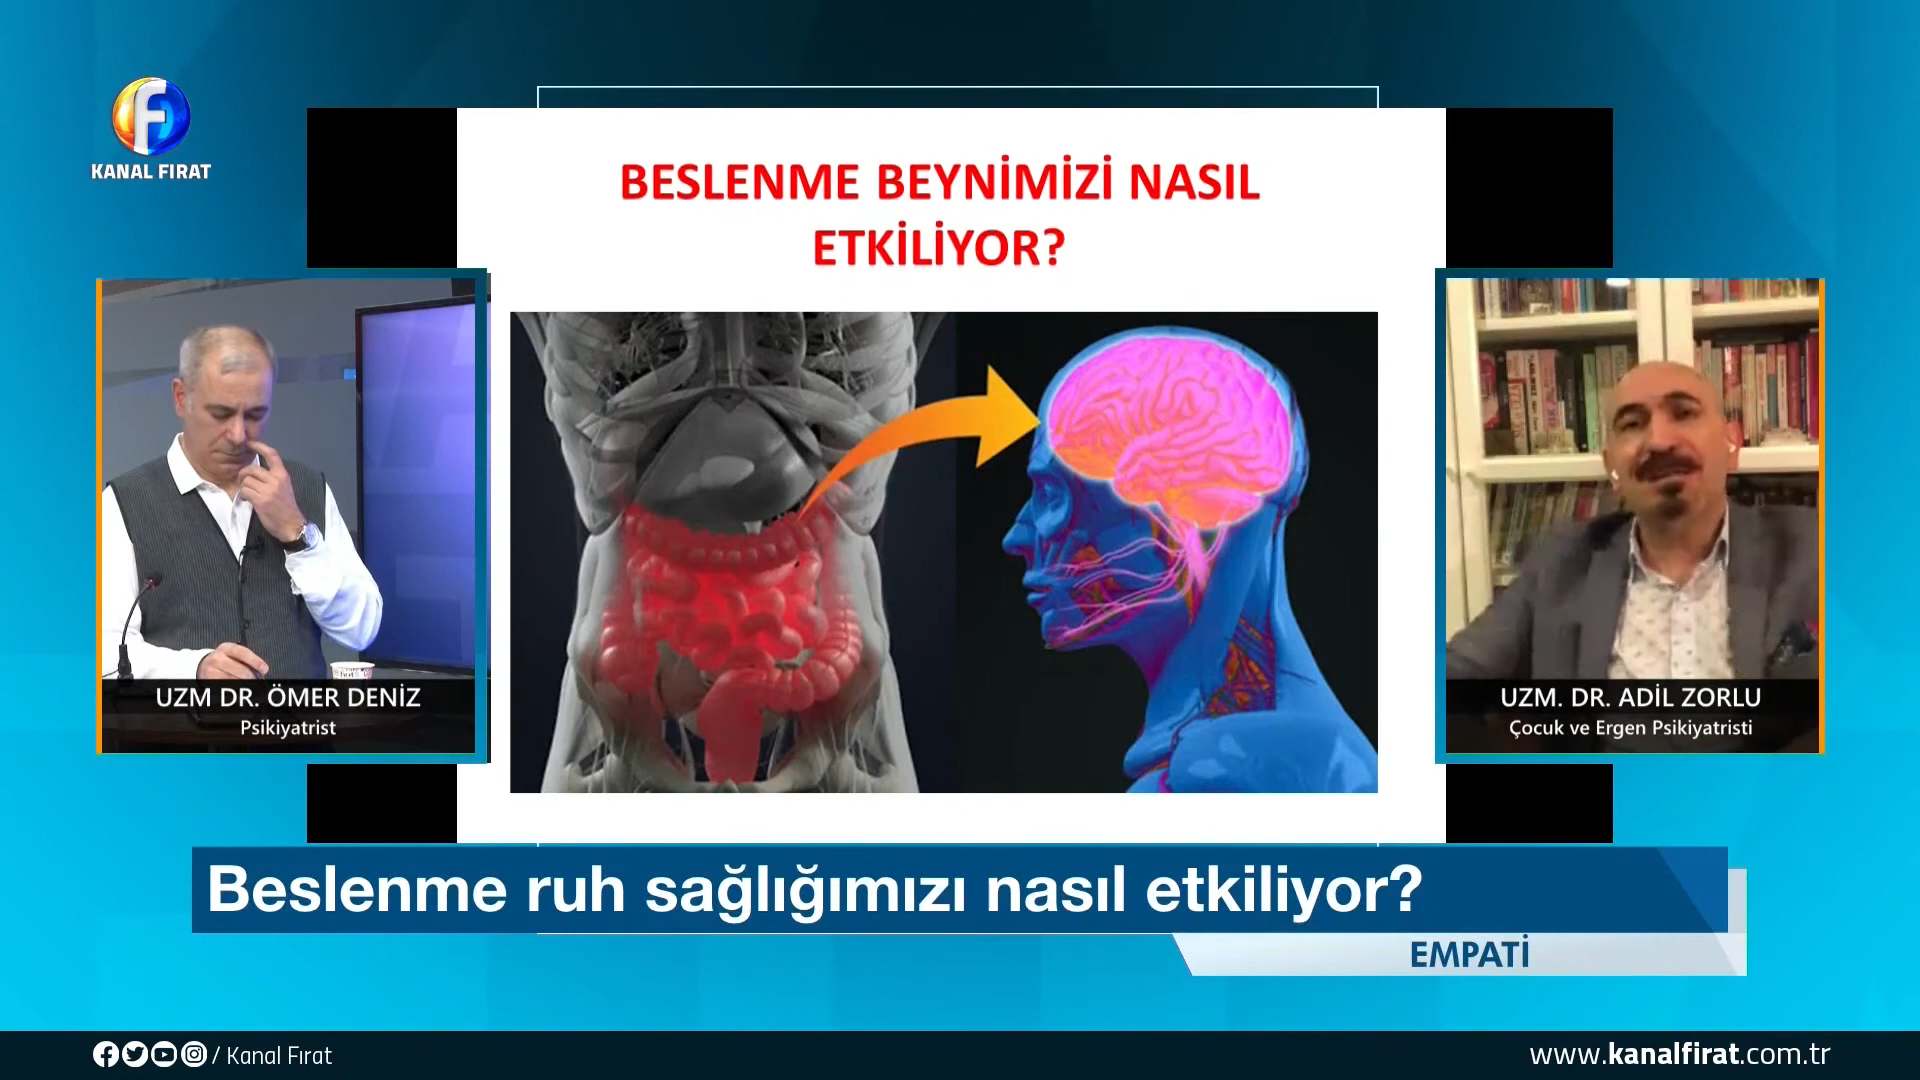 KANAL FIRAT
BESLENME BEYNİMİZİ NASIL
ETKİLİYOR?
UZM DR. ÖMER DENİZ
Psikiyatrist
UZM. DR. ADİL ZORLU
Çocuk ve Ergen Psikiyatristi
Beslenme ruh sağlığımızı nasıl etkiliyor?
EMPATİ
/ Kanal Fırat
www.kanalfirat.com.tr